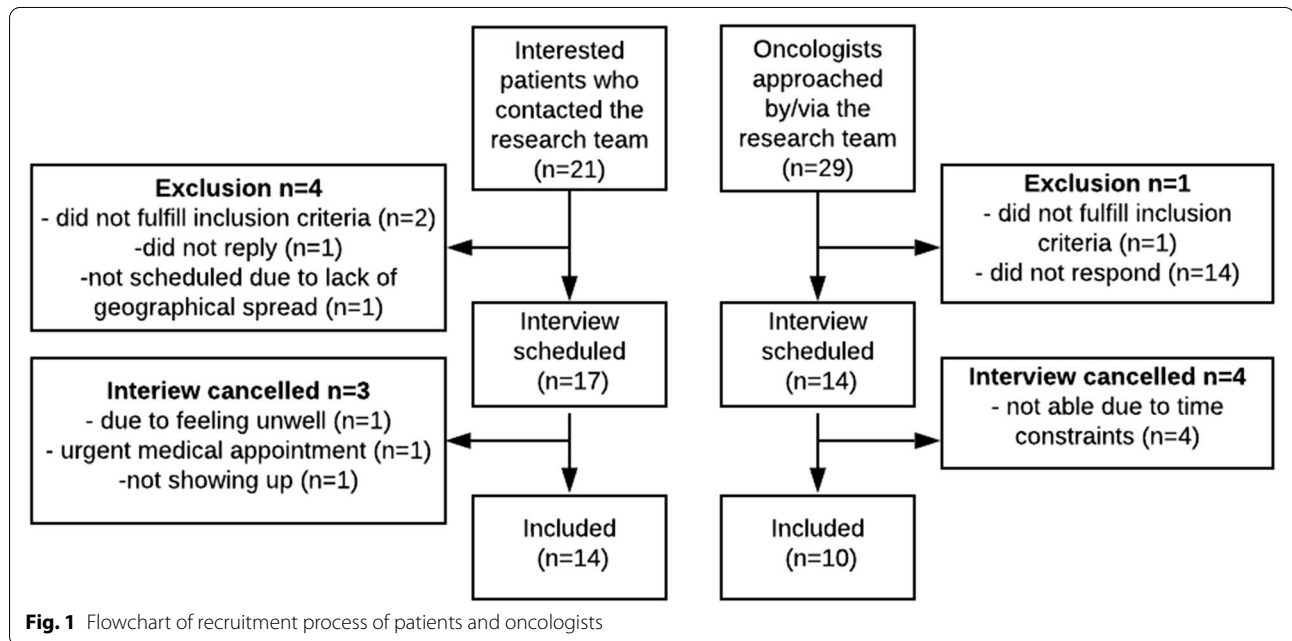 Interested
patients who
contacted the
research team
(n=21)
Oncologists
approached
by/via the
research team
(n=29)
Exclusion n=4
- did not fulfill inclusion criteria (n=2)
-did not reply (n=1)
-not scheduled due to lack of
geographical spread (n=1)
Exclusion n=1
- did not fulfill inclusion
criteria (n=1)
- did not respond (n=14)
Interview
scheduled
(n=17)
Interview
scheduled
(n=14)
Interiew cancelled n=3
- due to feeling unwell (n=1)
- urgent medical appointment (n=1)
-not showing up (n=1)
Interview cancelled n=4
- not able due to time
constraints (n=4)
Included
(n=14)
Included
(n=10)
Fig. 1 Flowchart of recruitment process of patients and oncologists